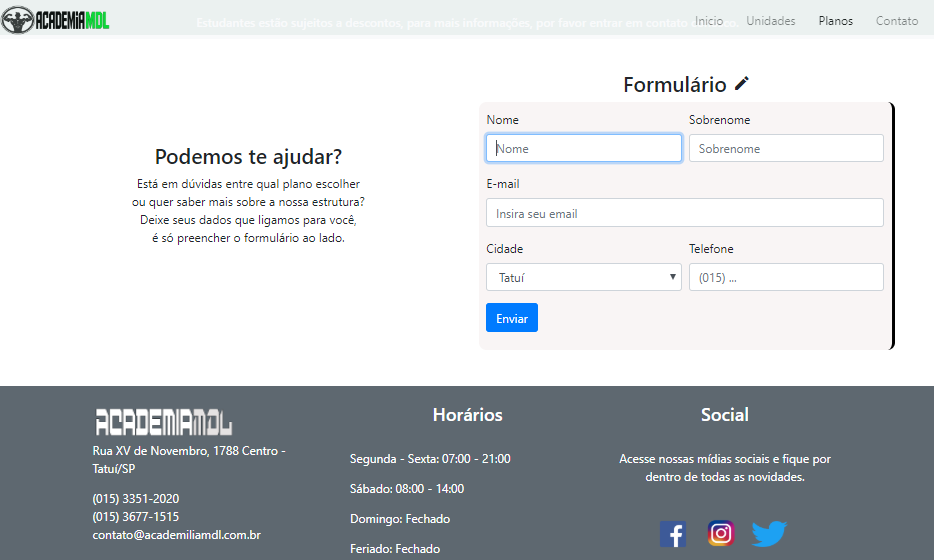 ACADEMIAMDL
Estudantes estão sujeitos a descontos, para mais informações, por favor entrar em contato
Início Unidades Planos Contato
Formulário
Podemos te ajudar?
Está em dúvidas entre qual plano escolher
ou quer saber mais sobre a nossa estrutura?
Deixe seus dados que ligamos para você,
é só preencher o formulário ao lado.
Nome Sobrenome
Nome Sobrenome
E-mail
Insira seu email
Cidade Telefone
Tatuí (015) ...
Enviar
ACADEMIAMDL
Rua XV de Novembro, 1788 Centro -
Tatuí/SP
(015) 3351-2020
(015) 3677-1515
contato@academiliamdl.com.br
Horários
Segunda - Sexta: 07:00 - 21:00
Sábado: 08:00 - 14:00
Domingo: Fechado
Feriado: Fechado
Social
Acesse nossas mídias sociais e fique por
dentro de todas as novidades.